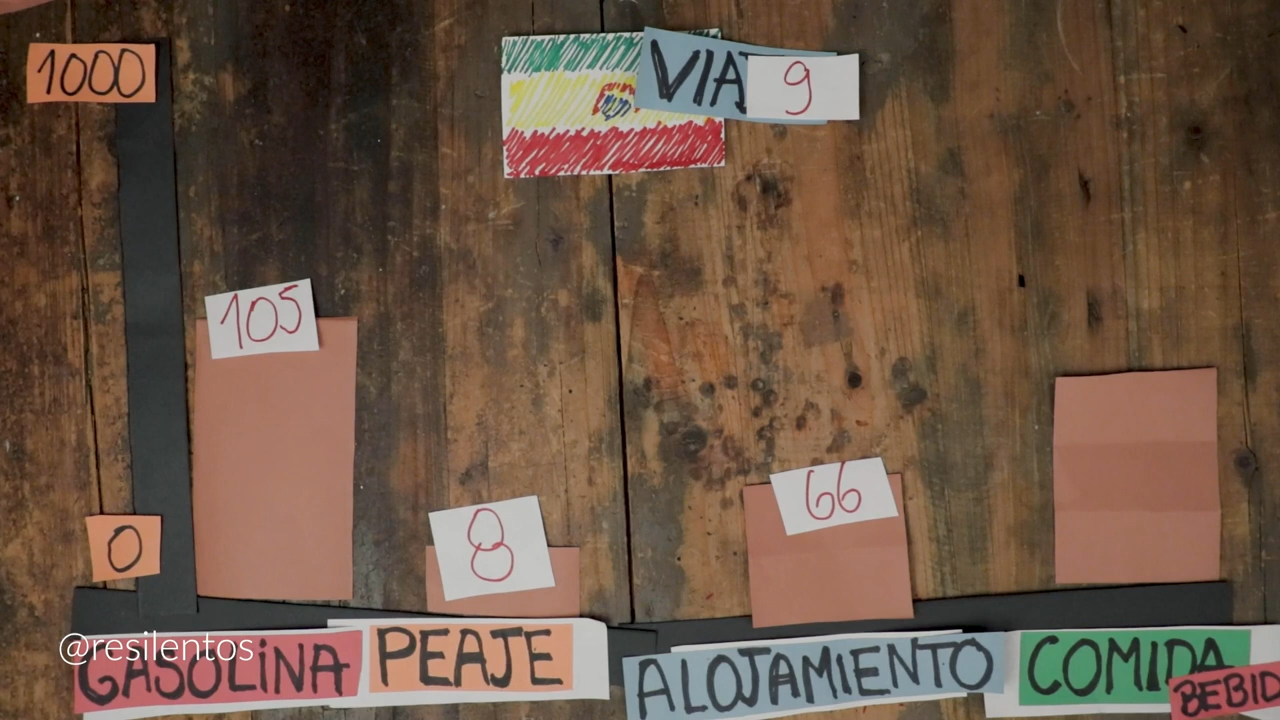 1000
VIA
9
105
66
8
0
@resilentos
GASOLINA
PEAJE
ALOJAMIENTO
COMIDA
BEBID